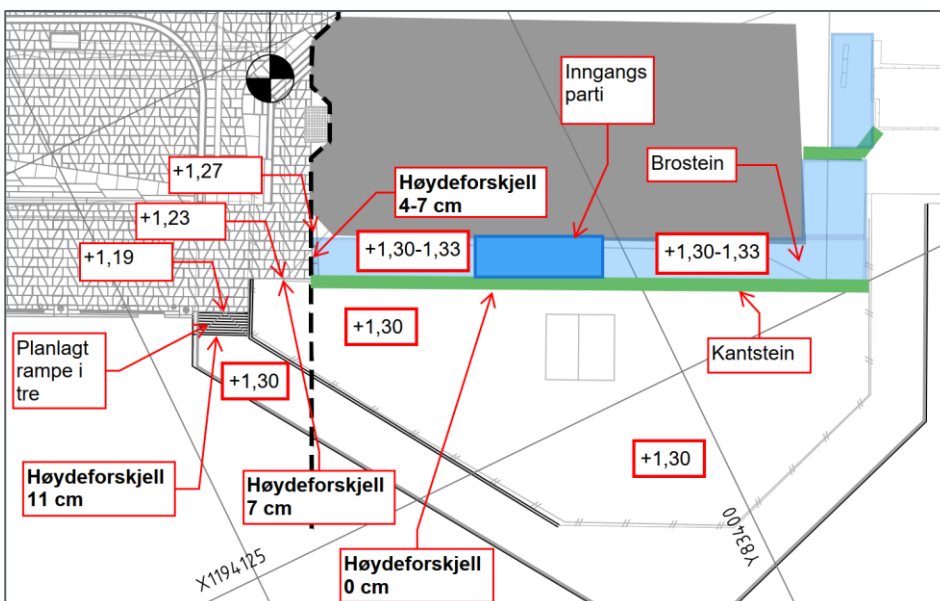 Inngangs
parti
Brostein
+1,27
Høydeforskjell
4-7 cm
+1,23
+1,30-1,33
+1,30-1,33
+1,19
+1,30
Planlagt
rampe i
tre
Kantstein
+1,30
+1,30
Høydeforskjell
11 cm
Høydeforskjell
7 cm
Høydeforskjell
0 cm
X1194125
Y83400